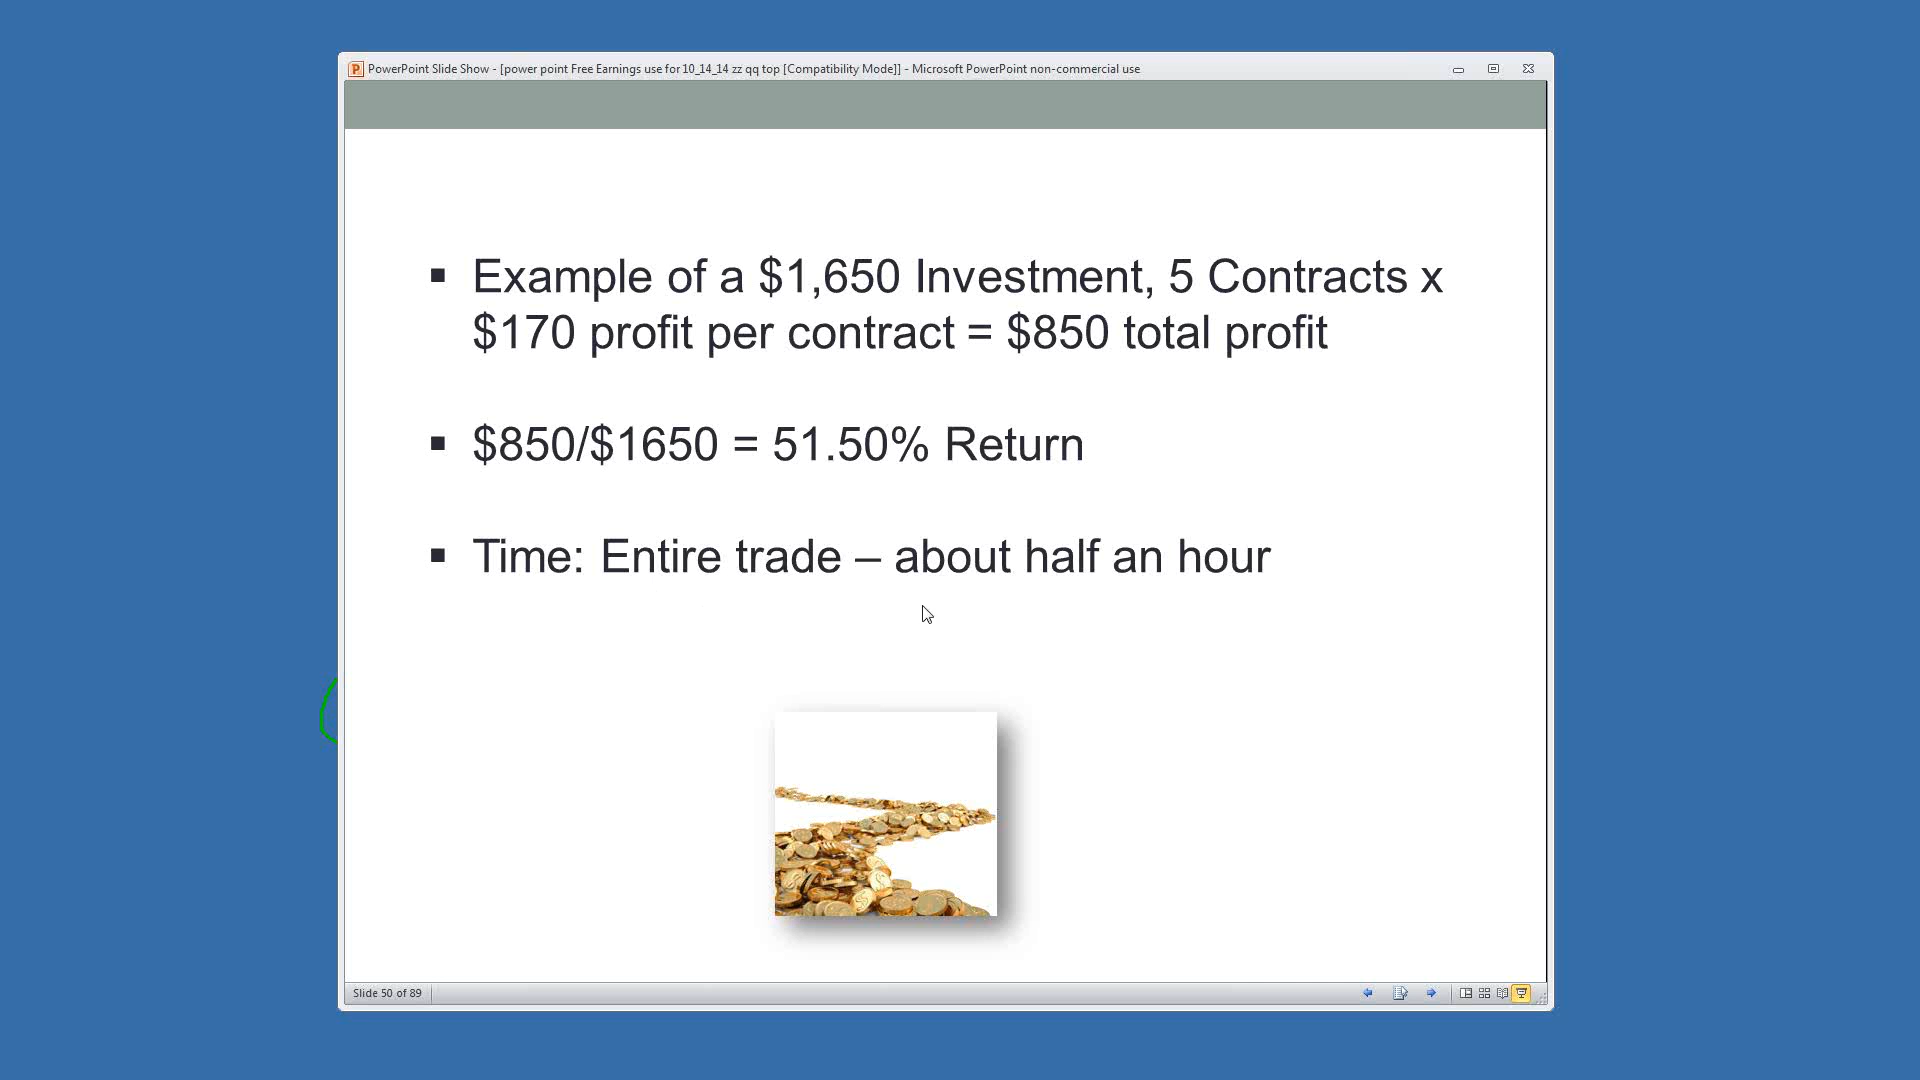 PowerPoint Slide Show - [power point Free Earnings use for 10_14_14 zz qq top [Compatibility Mode]] - Microsoft PowerPoint non-commercial use
▪ Example of a $1,650 Investment, 5 Contracts x
$170 profit per contract = $850 total profit
▪ $850/$1650 = 51.50% Return
▪ Time: Entire trade – about half an hour
Slide 50 of 89